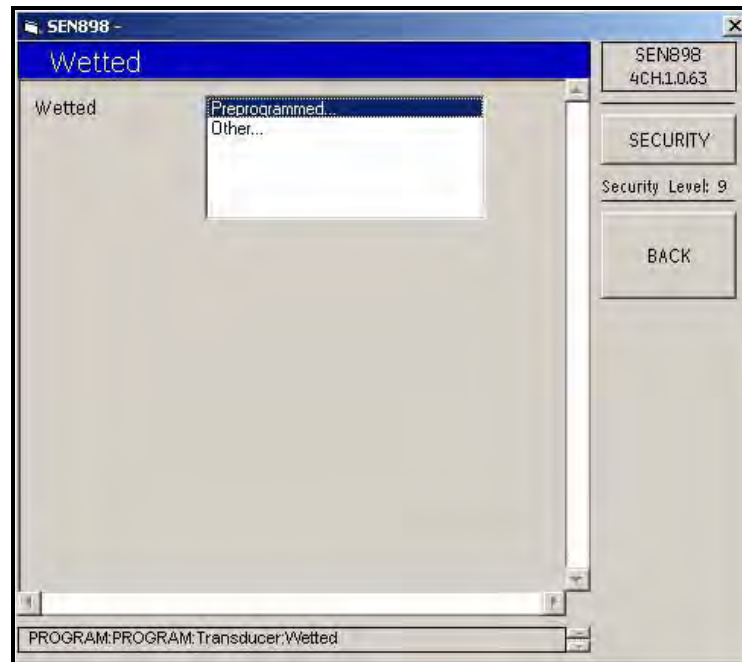 SEN898 -
Wetted
Wetted
Preprogrammed...
Other...
SEN898
4CH.1.0.63
SECURITY
Security Level: 9
BACK
PROGRAM:PROGRAM:Transducer:Wetted